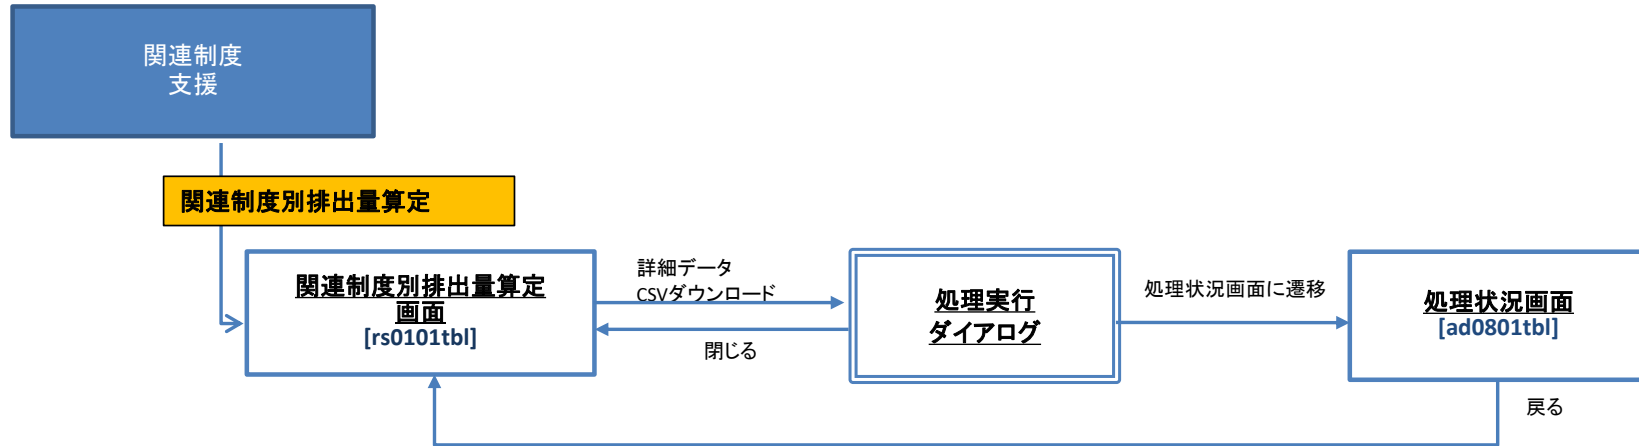 関連制度
支援
関連制度別排出量算定
関連制度別排出量算定
画面
[rs0101tbl]
詳細データ
CSVダウンロード
閉じる
処理実行
ダイアログ
処理状況画面に遷移
処理状況画面
[ad0801tbl]
戻る